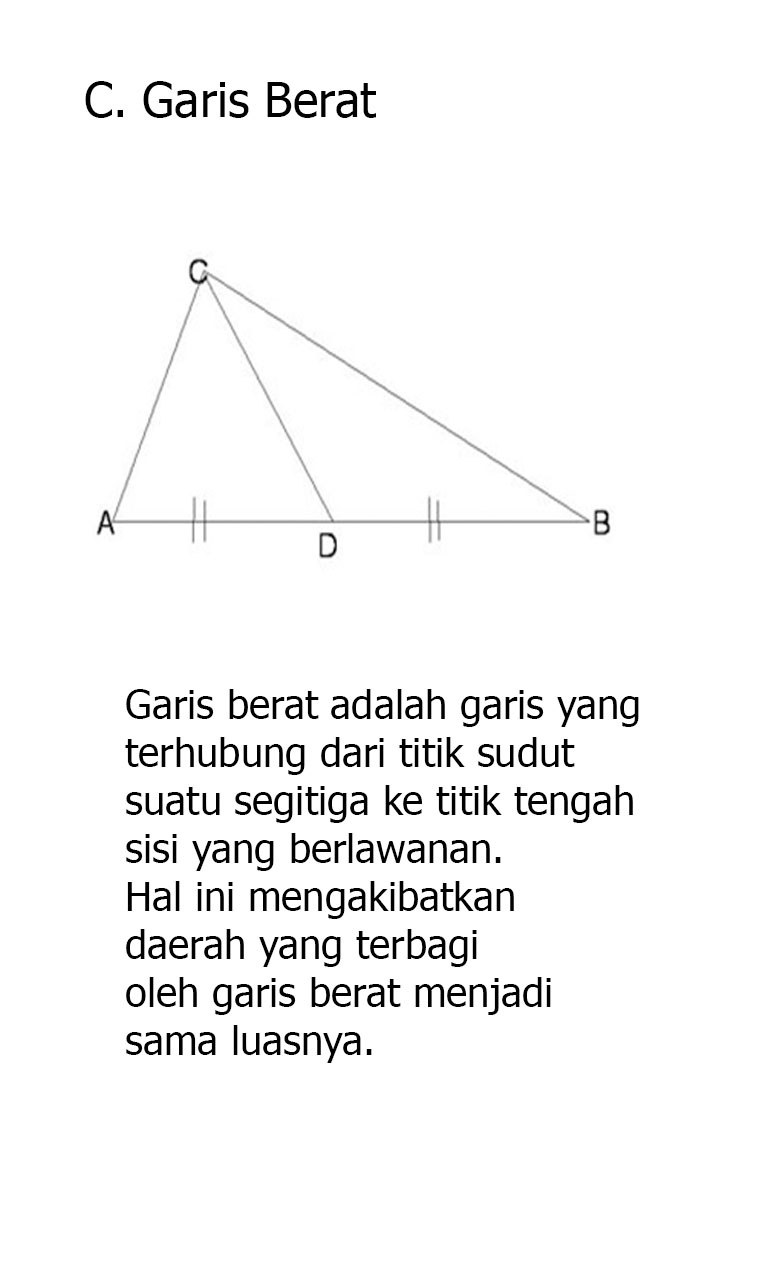 C. Garis Berat
C
A
B
D
Garis berat adalah garis yang
terhubung dari titik sudut
suatu segitiga ke titik tengah
sisi yang berlawanan.
Hal ini mengakibatkan
daerah yang terbagi
oleh garis berat menjadi
sama luasnya.